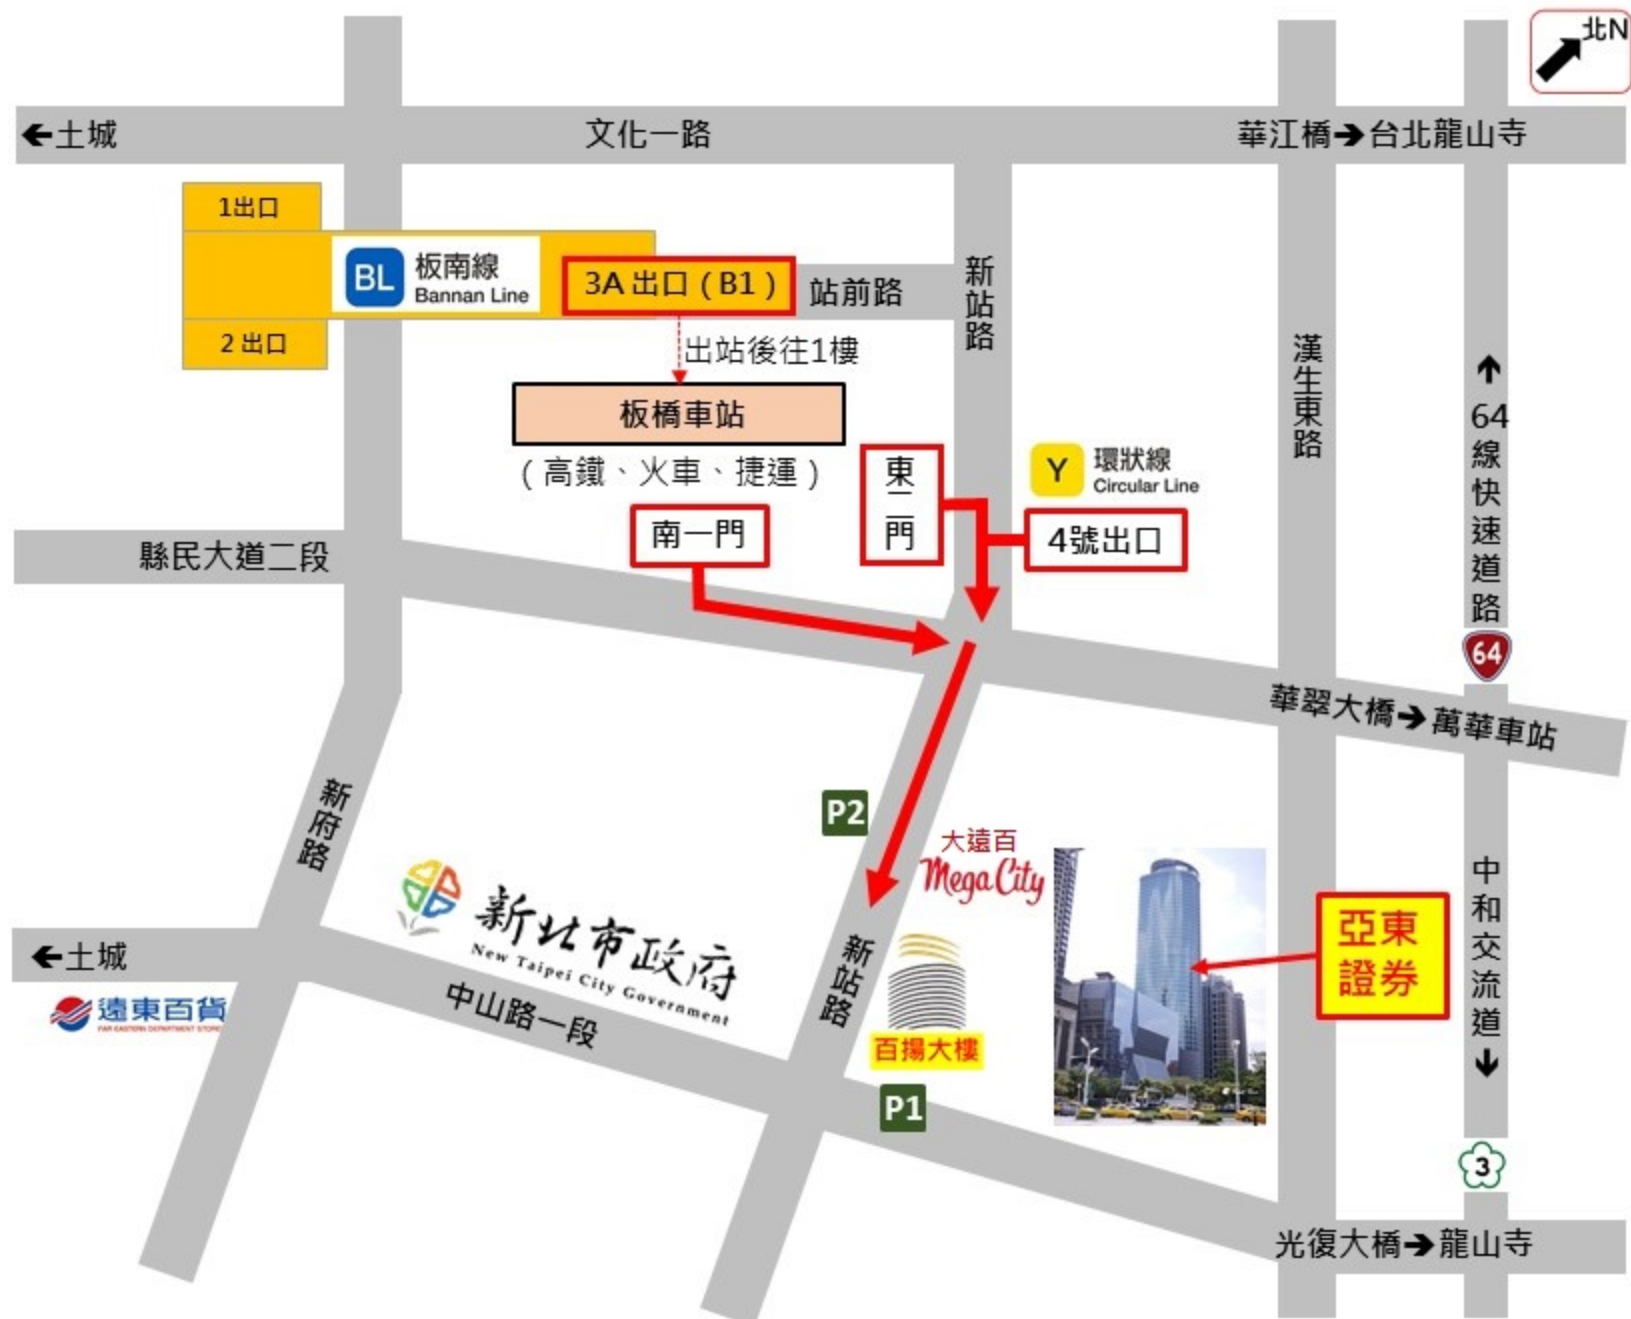 北N
←土城
文化一路
華江橋→台北龍山寺
1出口
BL
板南線
Bannan Line
3A 出口 ( B1 )
站前路
2 出口
出站後往1樓
板橋車站
( 高鐵、火車、捷運 )
新站路
漢生東路
東二門
Y
環狀線
Circular Line
4號出口
南一門
↑
64
線快速道路
64
縣民大道二段
華翠大橋→萬華車站
新府路
P2
大遠百
Mega City
新北市政府
New Taipei City Government
←土城
遠東百貨
FAR EASTERN DEPARTMENT STORES
中山路一段
新站路
百揚大樓
P1
亞東
證券
中和交流道
↓
3
光復大橋→龍山寺